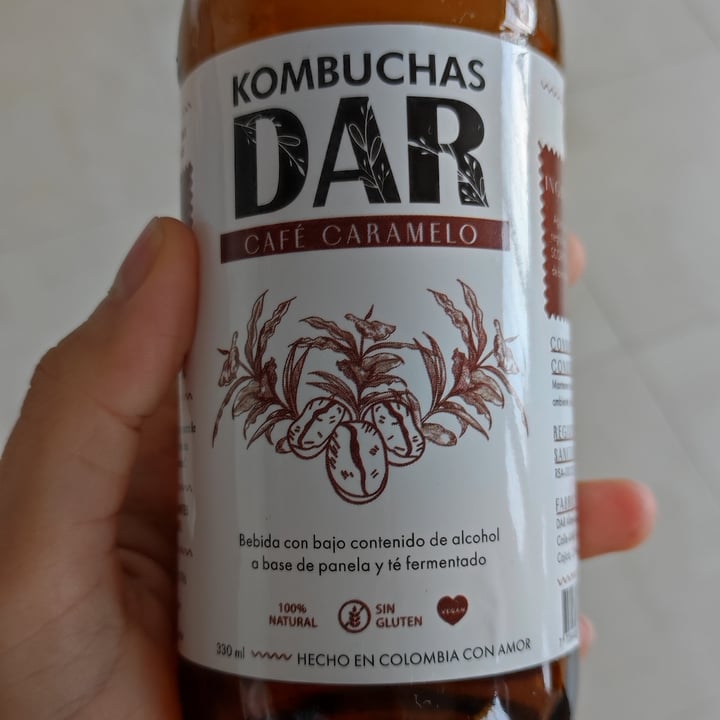 KOMBUCHAS
DAR
CAFÉ CARAMELO
Bebida con bajo contenido de alcohol
a base de panela y té fermentado
100%
NATURAL
SIN
GLUTEN
VEGAN
330 ml
HECHO EN COLOMBIA CON AMOR